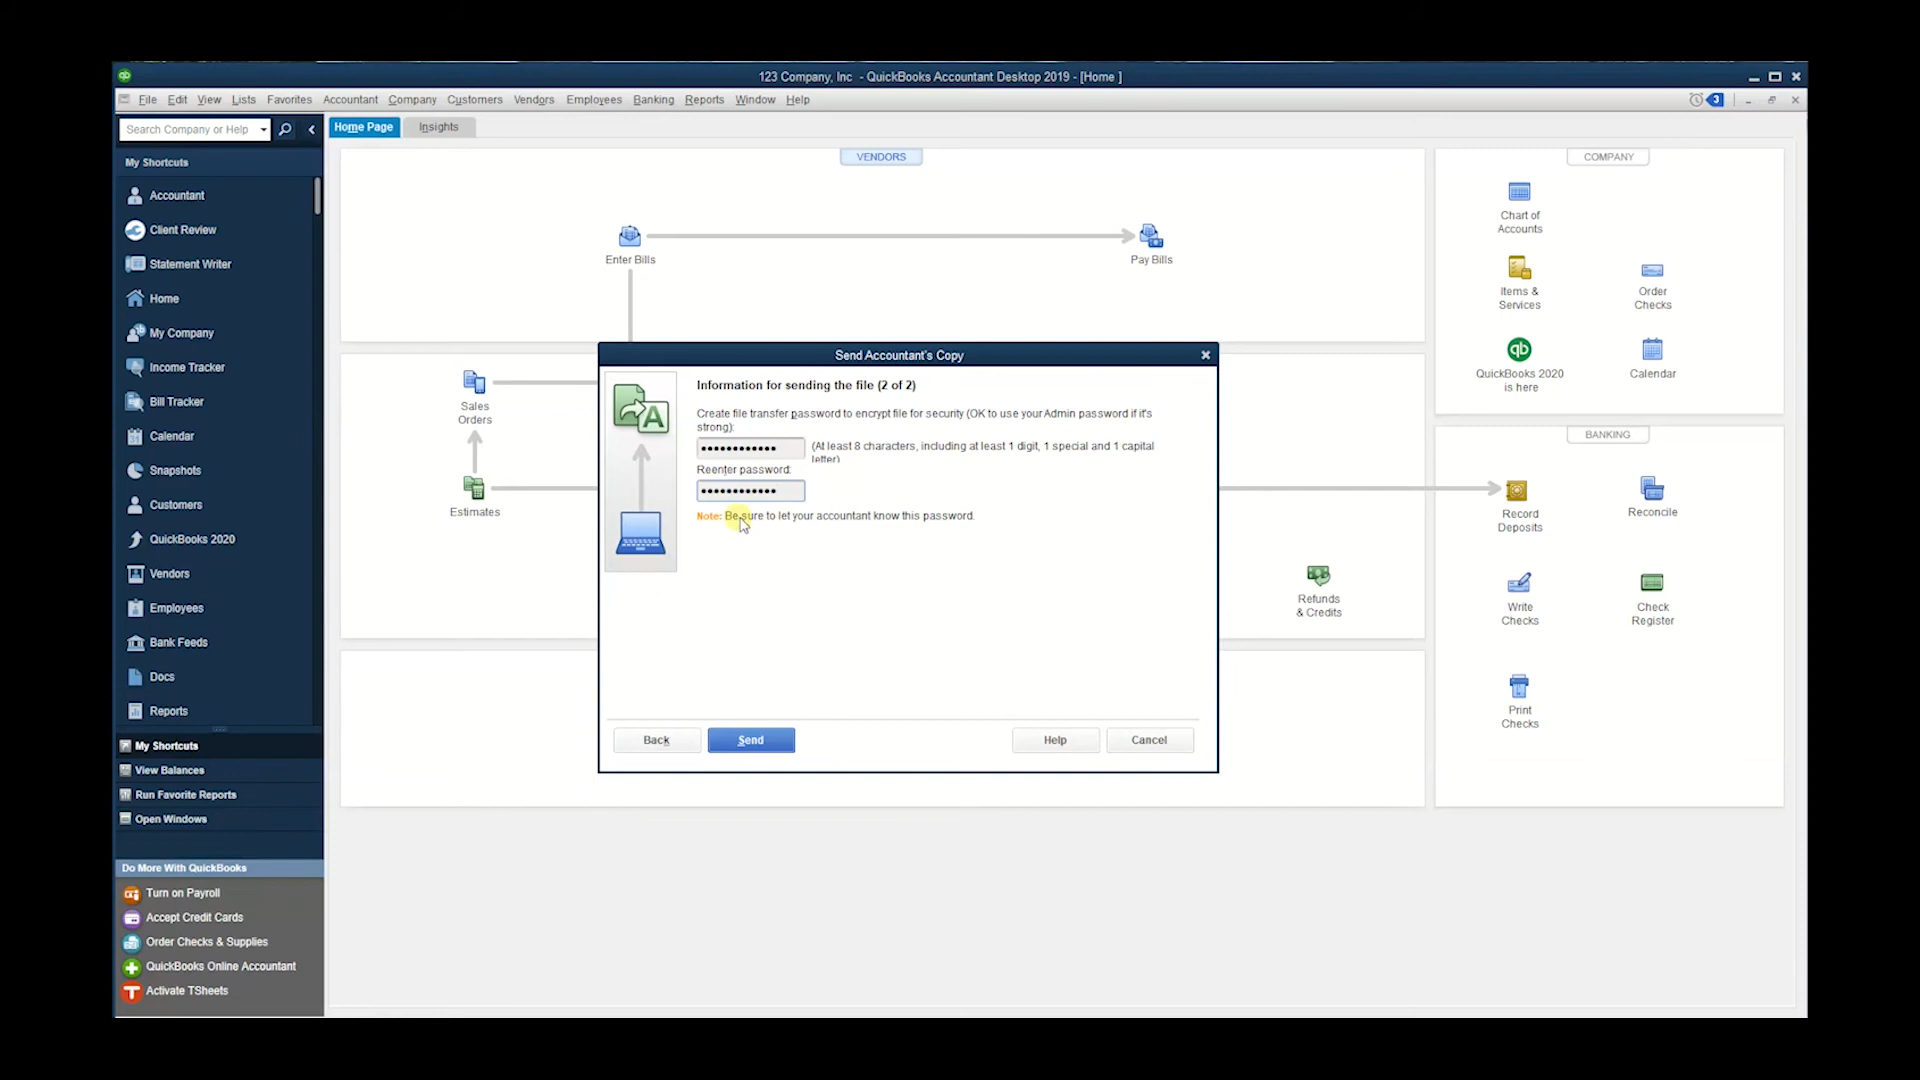 123 Company, Inc - QuickBooks Accountant Desktop 2019 - [Home ]
File Edit View Lists Favorites Accountant Company Customers Vendors Employees Banking Reports Window Help
3
Search Company or Help
Home Page
Insights
My Shortcuts
Accountant
Client Review
Statement Writer
Home
My Company
Income Tracker
Bill Tracker
Calendar
Snapshots
Customers
QuickBooks 2020
Vendors
Employees
Bank Feeds
Docs
Reports
My Shortcuts
View Balances
Run Favorite Reports
Open Windows
Do More With QuickBooks
Turn on Payroll
Accept Credit Cards
Order Checks & Supplies
QuickBooks Online Accountant
Activate TSheets
VENDORS
Enter Bills
Pay Bills
Sales
Orders
Estimates
Refunds
& Credits
Send Accountant's Copy
Information for sending the file (2 of 2)
Create file transfer password to encrypt file for security (OK to use your Admin password if it's
strong):
(At least 8 characters, including at least 1 digit, 1 special and 1 capital
letter)
Reenter password:
Note: Be sure to let your accountant know this password.
Back
Send
Help
Cancel
COMPANY
Chart of
Accounts
Items &
Services
Order
Checks
QuickBooks 2020
is here
Calendar
BANKING
Record
Deposits
Reconcile
Write
Checks
Check
Register
Print
Checks